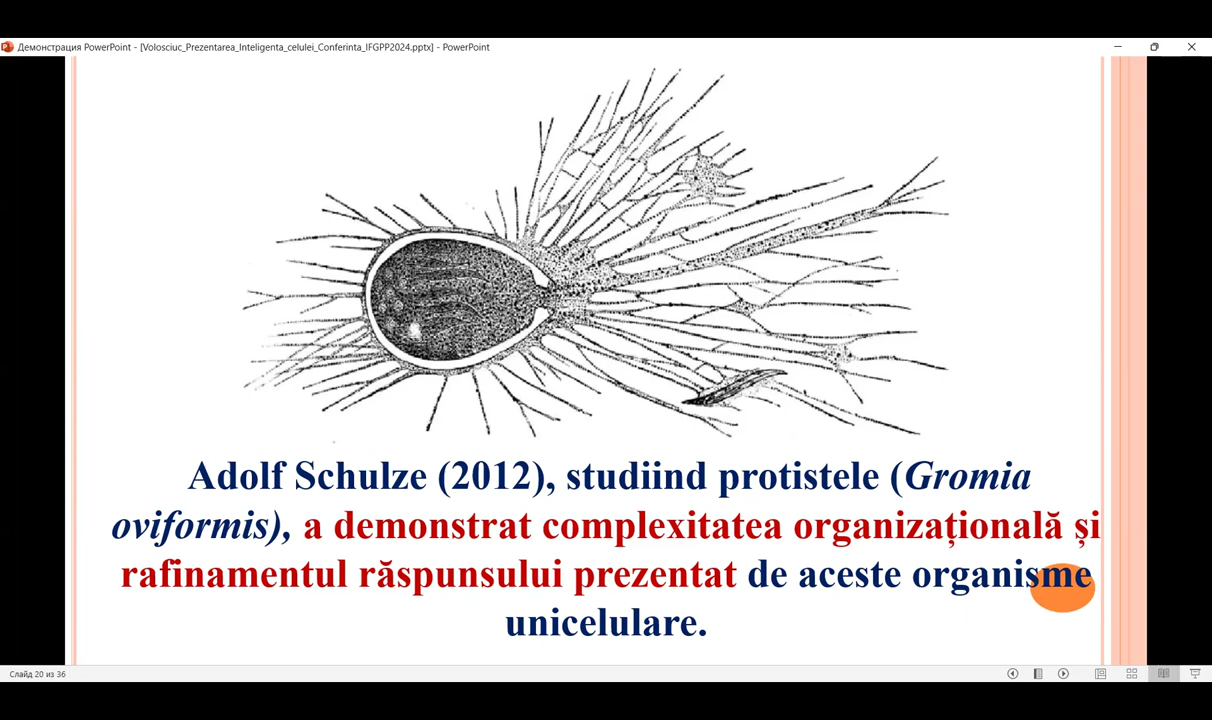 Демонстрация PowerPoint - [Volosciuc_Prezentarea_Inteligenta_celulei_Conferinta_IFGPP2024.pptx] - PowerPoint
Adolf Schulze (2012), studiind protistele (Gromia
oviformis), a demonstrat complexitatea organizațională și
rafinamentul răspunsului prezentat de aceste organisme
unicelulare.
Слайд 20 из 36